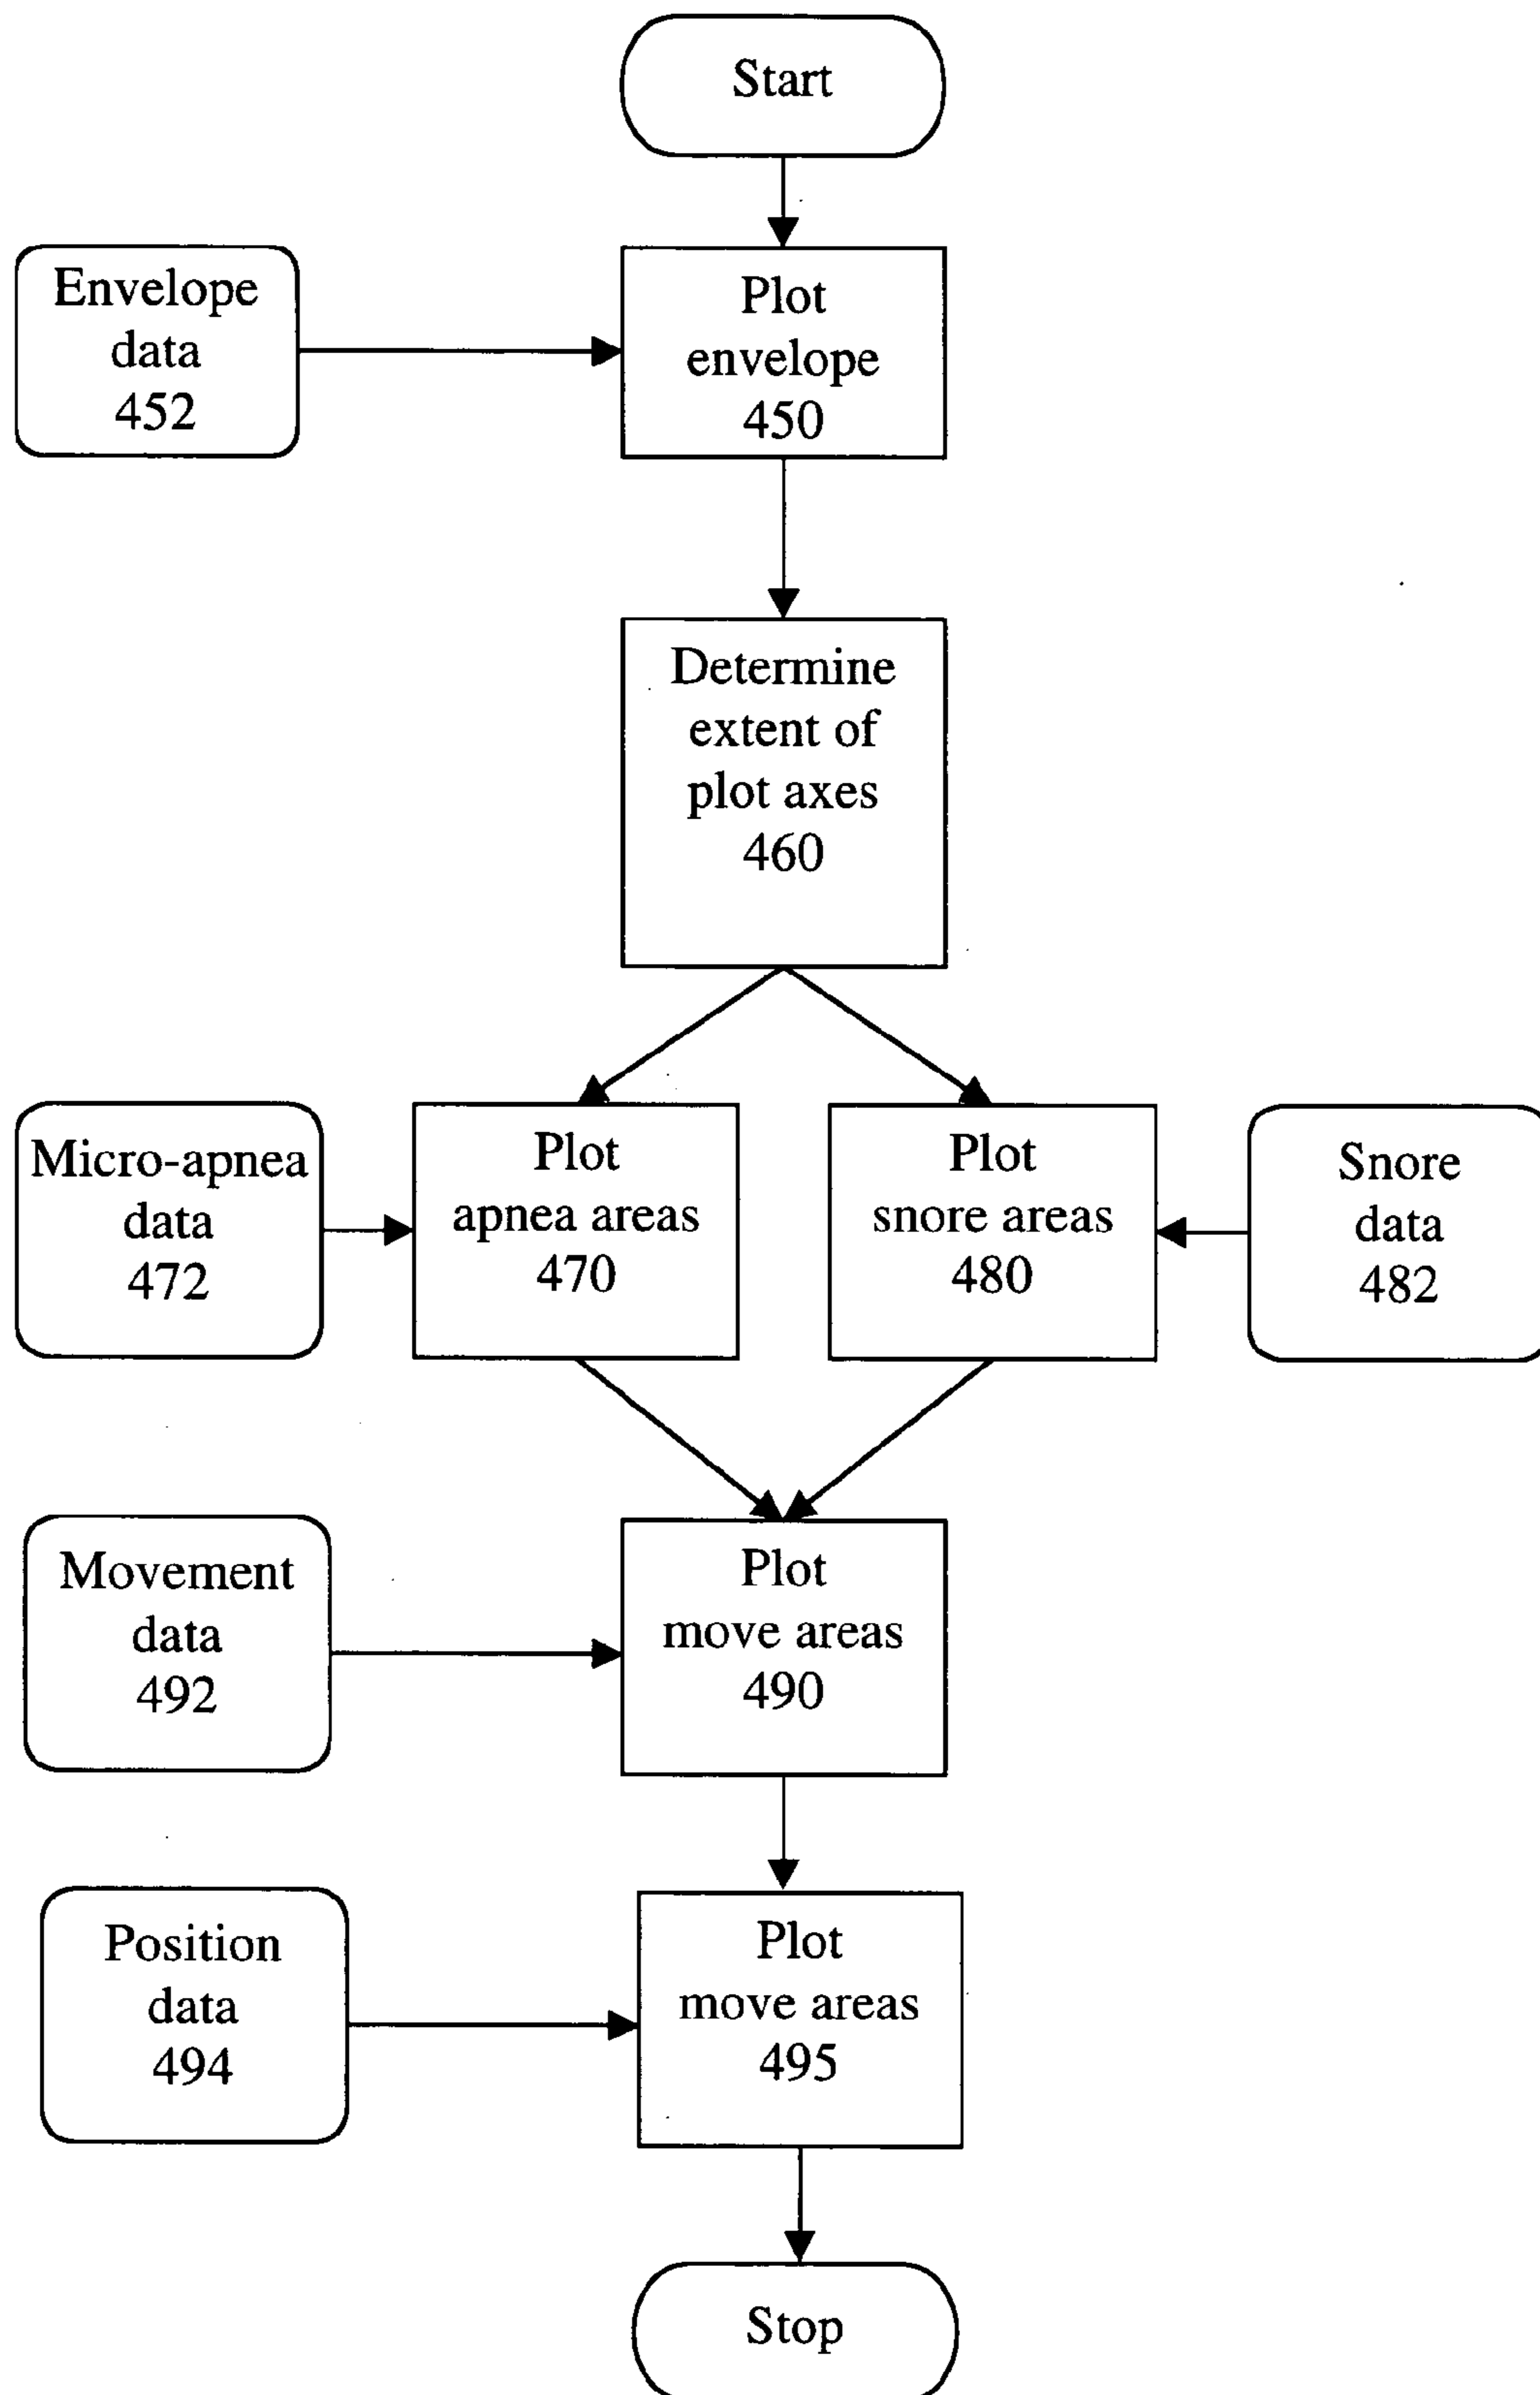 Start
Envelope
data
452
Plot
envelope
450
Determine
extent of
plot axes
460
Micro-apnea
data
472
Plot
apnea areas
470
Plot
snore areas
480
Snore
data
482
Movement
data
492
Plot
move areas
490
Position
data
494
Plot
move areas
495
Stop